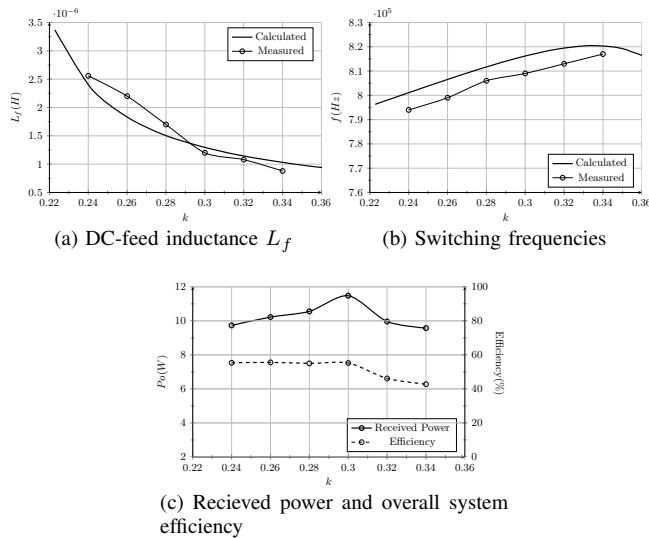 ·10⁻⁶
3.5
3
2.5
2
1.5
1
0.5
L_f(H)
Calculated
Measured
0.22 0.24 0.26 0.28 0.30 0.32 0.34 0.36
k
(a) DC-feed inductance L_f
·10⁵
8.3
8.2
8.1
8
7.9
7.8
7.7
7.6
f(Hz)
Calculated
Measured
0.22 0.24 0.26 0.28 0.30 0.32 0.34 0.36
k
(b) Switching frequencies
12
10
8
6
4
2
Po(W)
100
80
60
40
20
0
Efficiency(%)
Received Power
Efficiency
0.22 0.24 0.26 0.28 0.3 0.32 0.34 0.36
k
(c) Recieved power and overall system
efficiency